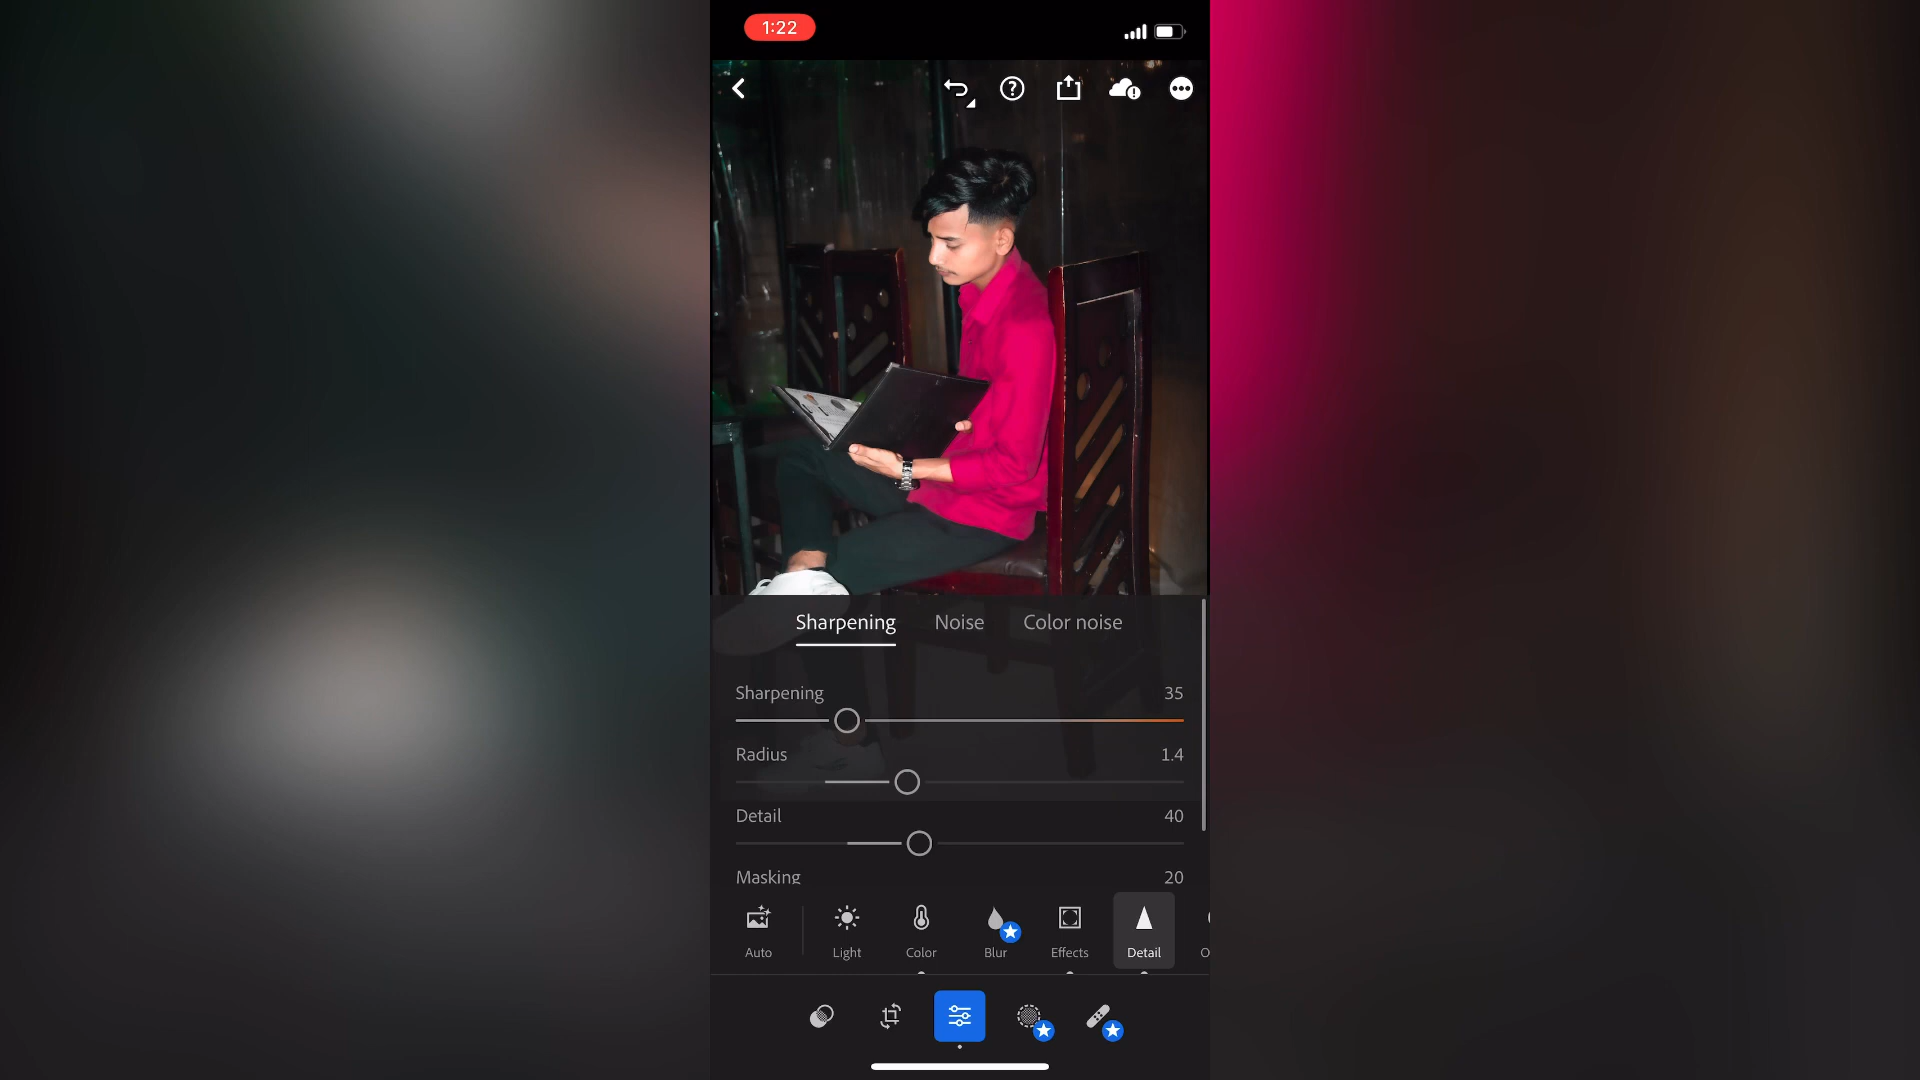 1:22
Sharpening Noise Color noise
Sharpening 35
Radius 1.4
Detail 40
Masking 20
Auto Light Color Blur Effects Detail O